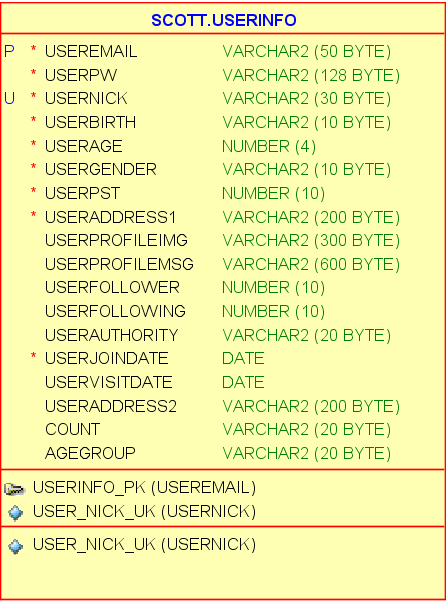 SCOTT.USERINFO
P * USEREMAIL VARCHAR2 (50 BYTE)
* USERPW VARCHAR2 (128 BYTE)
U * USERNICK VARCHAR2 (30 BYTE)
* USERBIRTH VARCHAR2 (10 BYTE)
* USERAGE NUMBER (4)
* USERGENDER VARCHAR2 (10 BYTE)
* USERPST NUMBER (10)
* USERADDRESS1 VARCHAR2 (200 BYTE)
USERPROFILEIMG VARCHAR2 (300 BYTE)
USERPROFILEMSG VARCHAR2 (600 BYTE)
USERFOLLOWER NUMBER (10)
USERFOLLOWING NUMBER (10)
USERAUTHORITY VARCHAR2 (20 BYTE)
* USERJOINDATE DATE
USERVISITDATE DATE
USERADDRESS2 VARCHAR2 (200 BYTE)
COUNT VARCHAR2 (20 BYTE)
AGEGROUP VARCHAR2 (20 BYTE)
USERINFO_PK (USEREMAIL)
USER_NICK_UK (USERNICK)
USER_NICK_UK (USERNICK)